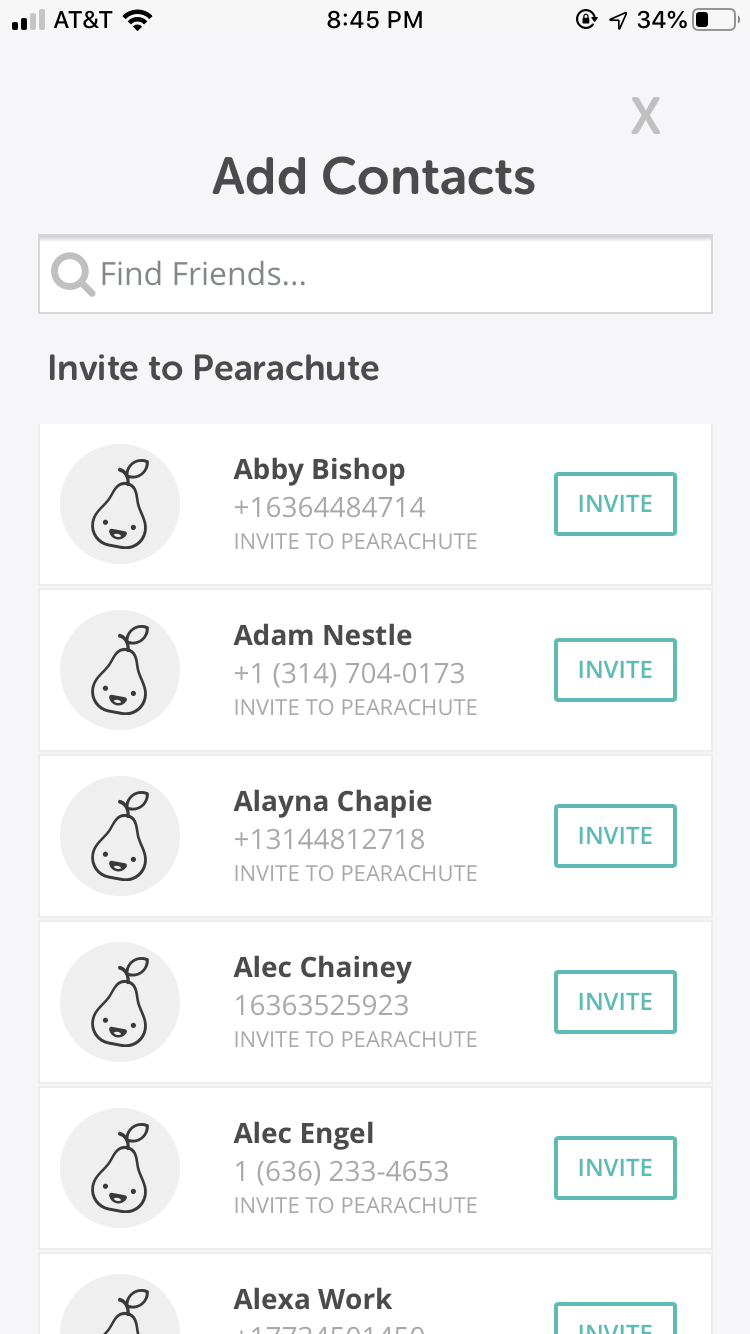 AT&T 8:45 PM 34%
X
Add Contacts
Find Friends...
Invite to Pearachute
Abby Bishop
+16364484714
INVITE TO PEARACHUTE
INVITE
Adam Nestle
+1 (314) 704-0173
INVITE TO PEARACHUTE
INVITE
Alayna Chapie
+13144812718
INVITE TO PEARACHUTE
INVITE
Alec Chainey
16363525923
INVITE TO PEARACHUTE
INVITE
Alec Engel
1 (636) 233-4653
INVITE TO PEARACHUTE
INVITE
Alexa Work
INVITE